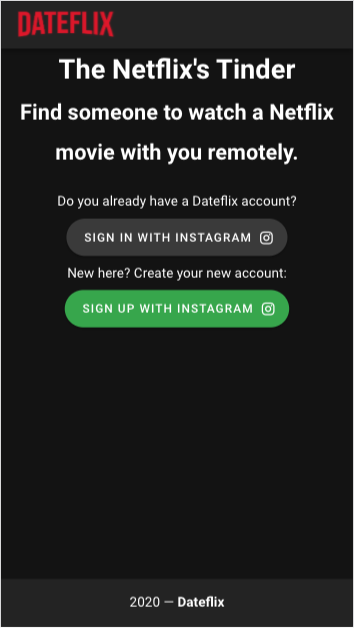 DATEFLIX
The Netflix's Tinder
Find someone to watch a Netflix
movie with you remotely.
Do you already have a Dateflix account?
SIGN IN WITH INSTAGRAM
New here? Create your new account:
SIGN UP WITH INSTAGRAM
2020 — Dateflix